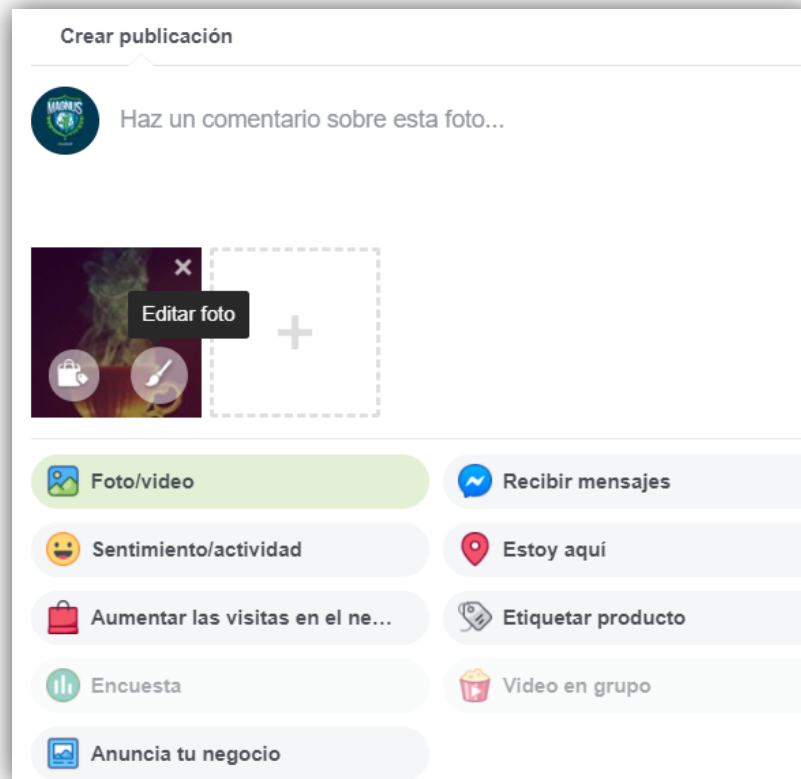 Crear publicación
MAGNUS
Haz un comentario sobre esta foto...
Editar foto
Foto/video
Recibir mensajes
Sentimiento/actividad
Estoy aquí
Aumentar las visitas en el ne...
Etiquetar producto
Encuesta
Video en grupo
Anuncia tu negocio